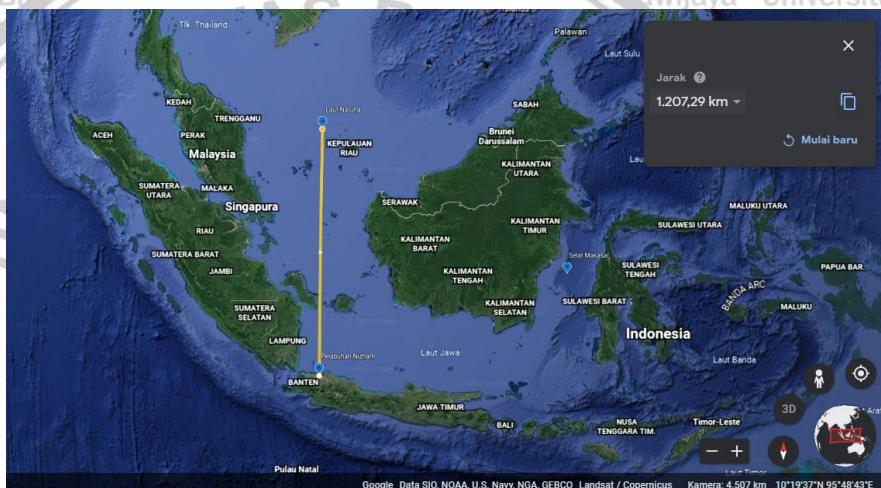 Tlk Thailand
Palawan
Laut Sulu
Jarak
1.207,29 km
Mulai baru
KEDAH
TRENGGANU
Laut Natuna
SABAH
ACEH
PERAK
KEPULAUAN
RIAU
Brunei
Darussalam
Malaysia
KALIMANTAN
UTARA
SUMATERA
UTARA
MALAKA
Singapura
SERAWAK
MALUKU UTARA
RIAU
KALIMANTAN
TIMUR
SULAWESI UTARA
SUMATERA BARAT
KALIMANTAN
BARAT
Selat Makasar
JAMBI
KALIMANTAN
TENGAH
SULAWESI
TENGAH
PAPUA BAR.
BANDA ARC
SUMATERA
SELATAN
KALIMANTAN
SELATAN
SULAWESI BARAT
MALUKU
LAMPUNG
Indonesia
Pelabuhan Nizham
Laut Jawa
Laut Banda
BANTEN
JAWA TIMUR
BALI
NUSA
TENGGARA TIM.
Timor-Leste
3D
Pulau Natal
Laut Timor
Google Data SIO, NOAA, U.S. Navy, NGA, GEBCO Landsat / Copernicus Kamera: 4.507 km 10°19'37"N 95°48'43"E